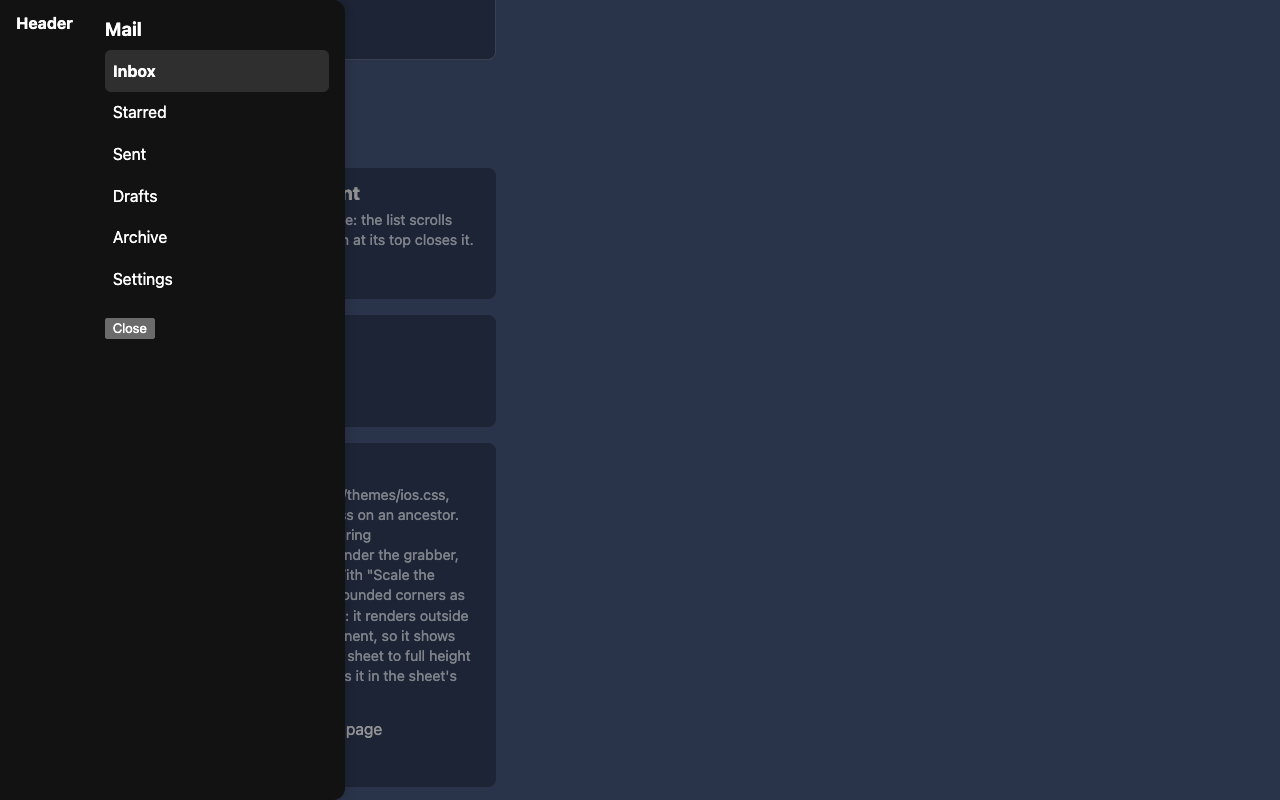 Header
Mail
Inbox
Starred
Sent
Drafts
Archive
Settings
Close
e: the list scrolls
at its top closes it.
/themes/ios.css,
on an ancestor.
ring
nder the grabber,
ith "Scale the
ounded corners as
: it renders outside
nent, so it shows
sheet to full height
s it in the sheet's
page